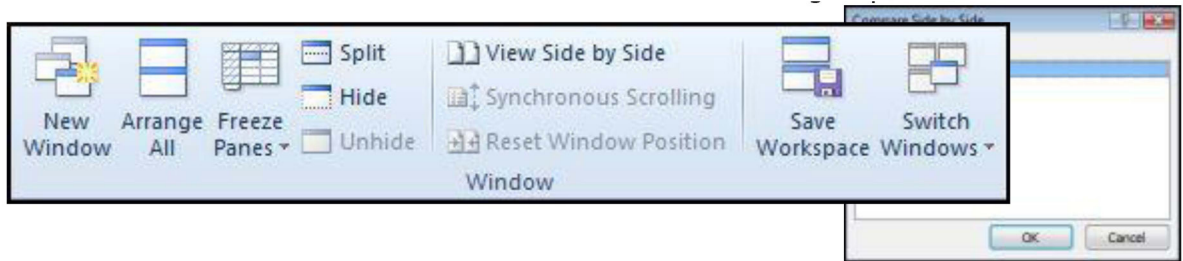 Compare Side by Side
New Window
Arrange All
Freeze Panes
Split
Hide
Unhide
View Side by Side
Synchronous Scrolling
Reset Window Position
Save Workspace
Switch Windows
Window
OK
Cancel